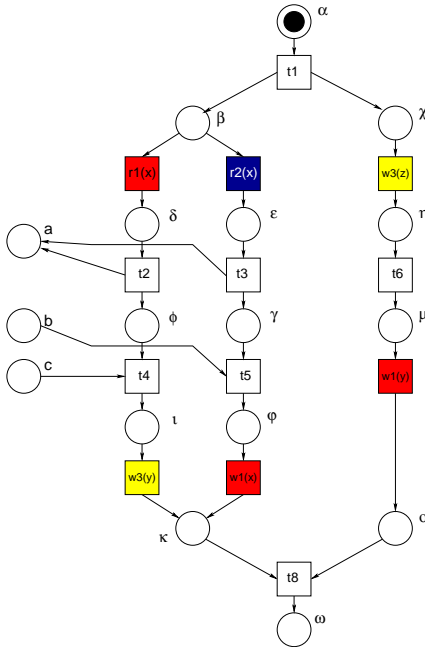 α
t1
β
χ
r1(x)
r2(x)
w3(z)
δ
ε
η
a
t2
t3
t6
b
ϕ
γ
μ
c
t4
t5
w1(y)
ι
φ
w3(y)
w1(x)
κ
ο
t8
ω